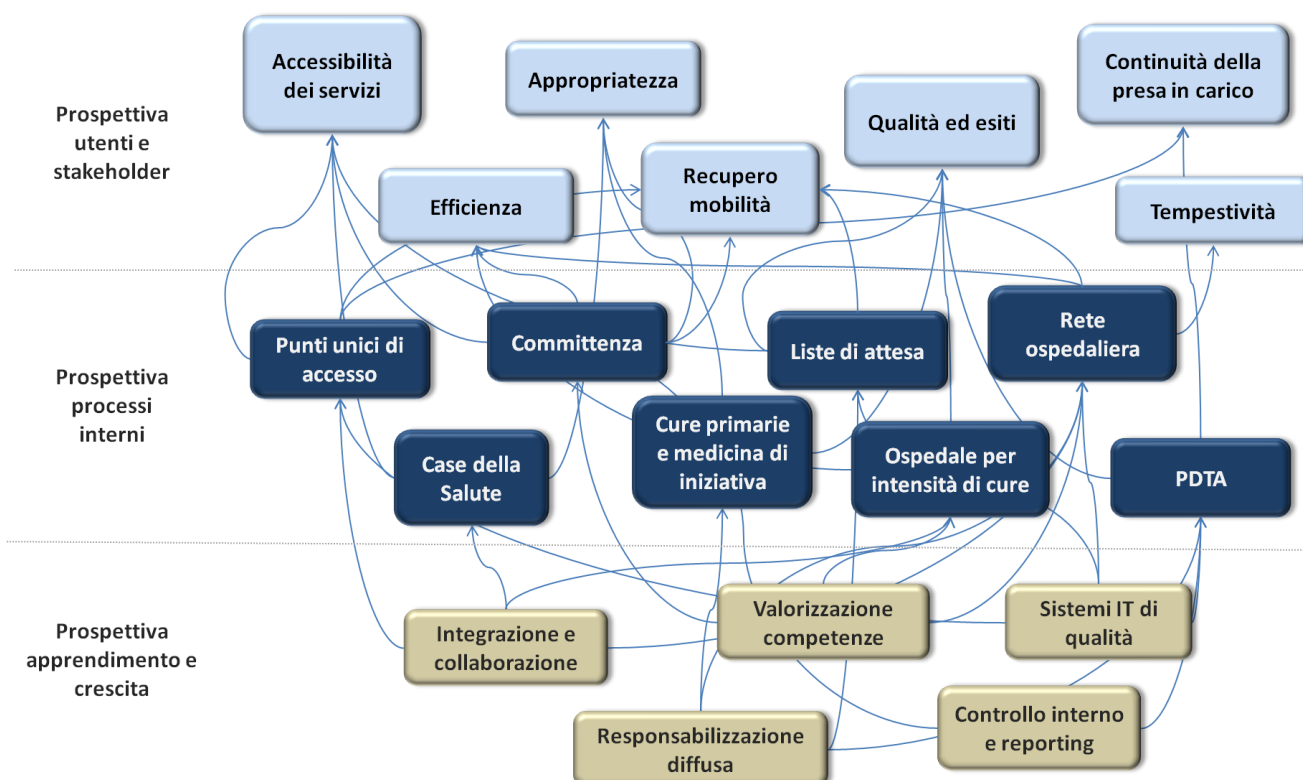 Prospettiva
utenti e
stakeholder
Accessibilità
dei servizi
Appropriatezza
Qualità ed esiti
Continuità della
presa in carico
Efficienza
Recupero
mobilità
Tempestività
Prospettiva
processi
interni
Punti unici di
accesso
Committenza
Liste di attesa
Rete
ospedaliera
Case della
Salute
Cure primarie
e medicina di
iniziativa
Ospedale per
intensità di cure
PDTA
Prospettiva
apprendimento e
crescita
Integrazione e
collaborazione
Valorizzazione
competenze
Sistemi IT di
qualità
Responsabilizzazione
diffusa
Controllo interno
e reporting